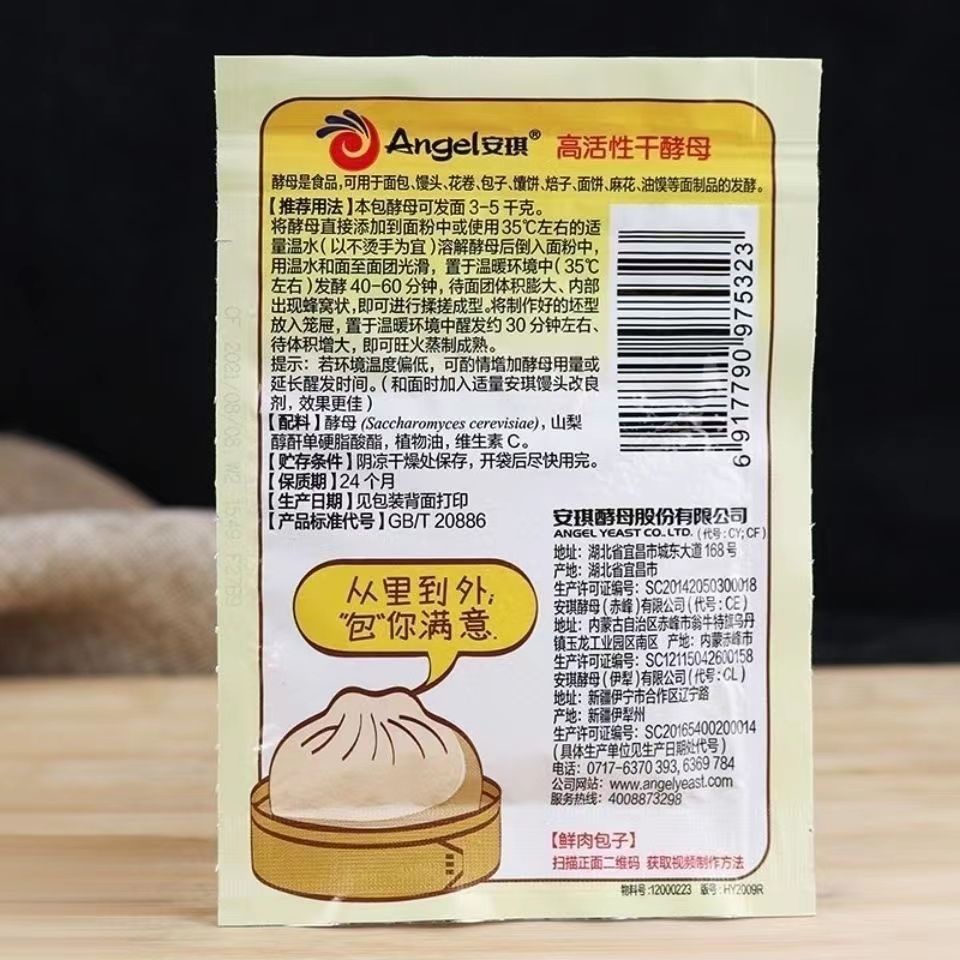 Angel安琪® 高活性干酵母
酵母是食品,可用于面包、馒头、花卷、包子、馕饼、焙子、面饼、麻花、油馍等面制品的发酵。
【推荐用法】本包酵母可发面 3-5 千克。
将酵母直接添加到面粉中或使用35℃左右的适
量温水(以不烫手为宜)溶解酵母后倒入面粉中,
用温水和面至面团光滑,置于温暖环境中(35℃
左右)发酵 40-60 分钟,待面团体积膨大、内部
出现蜂窝状,即可进行揉搓成型。将制作好的坯型
放入笼屉,置于温暖环境中醒发约 30 分钟左右、
待体积增大,即可旺火蒸制成熟。
提示:若环境温度偏低,可酌情增加酵母用量或
延长醒发时间。(和面时加入适量安琪馒头改良
剂,效果更佳)
【配料】酵母 (Saccharomyces cerevisiae),山梨
醇酐单硬脂酸酯,植物油,维生素 C。
【贮存条件】阴凉干燥处保存,开袋后尽快用完。
【保质期】24 个月
【生产日期】见包装背面打印
【产品标准代号】GB/T 20886
6 917790 975323
CF 2021/08/08 W2 1549 F2789
从里到外,
"包"你满意.
安琪酵母股份有限公司
ANGEL YEAST CO.,LTD. (代号:CY; CF)
地址:湖北省宜昌市城东大道 168 号
产地:湖北省宜昌市
生产许可证编号:SC20142050300018
安琪酵母(赤峰)有限公司(代号:CE)
地址:内蒙古自治区赤峰市翁牛特旗乌丹
镇玉龙工业园区南区 产地:内蒙赤峰市
生产许可证编号:SC12115042600158
安琪酵母(伊犁)有限公司(代号:CL)
地址:新疆伊宁市合作区辽宁路
产地:新疆伊犁州
生产许可证编号:SC20165400200014
(具体生产单位见生产日期处代号)
电话:0717-6370 393, 6369 784
公司网站:www.angelyeast.com
服务热线:4008873298
【鲜肉包子】
扫描正面二维码 获取视频制作方法
物料号:12000223 版号:HY2009R